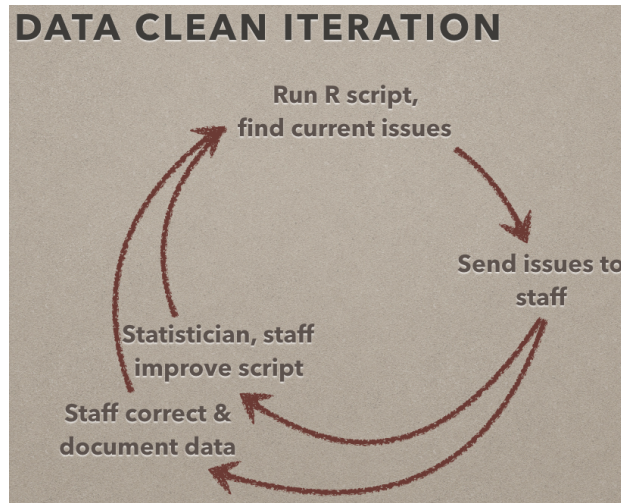 DATA CLEAN ITERATION
Run R script,
find current issues
Send issues to
staff
Statistician, staff
improve script
Staff correct &
document data